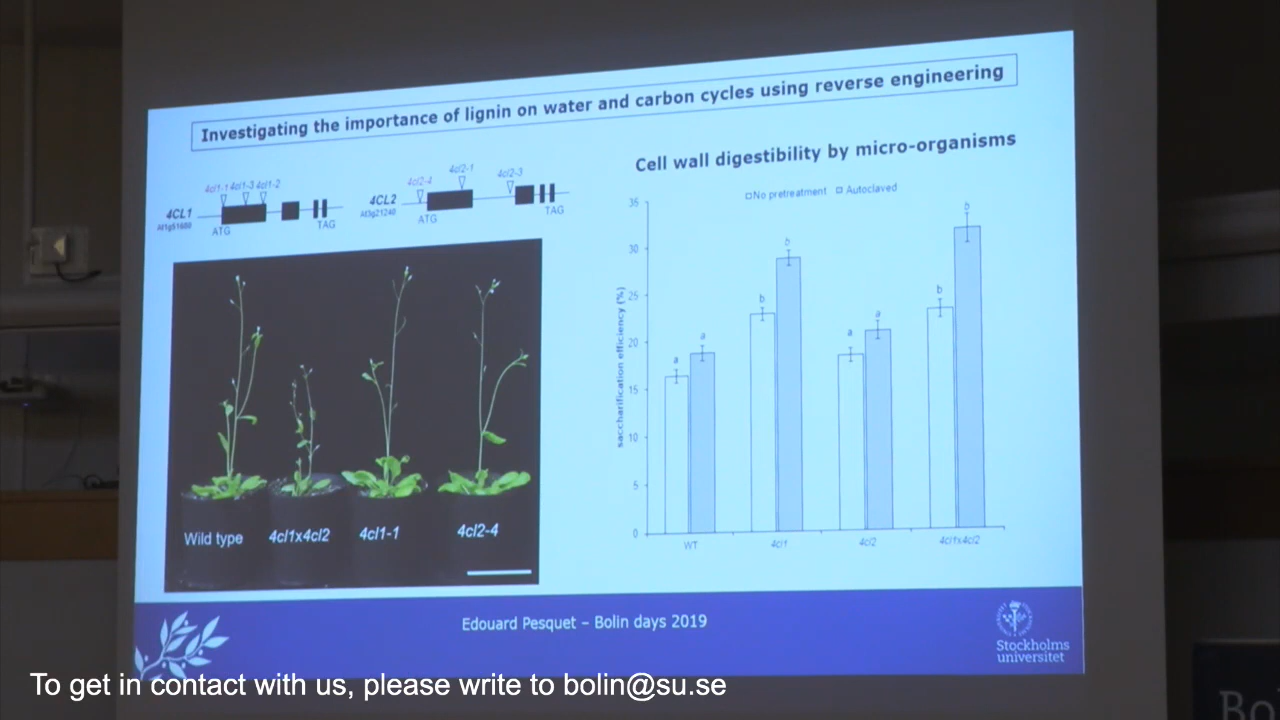 Investigating the importance of lignin on water and carbon cycles using reverse engineering
4cl1-1 4cl1-3 4cl1-2
4CL1
At1g51680
ATG
TAG
4cl2-4
4cl2-1
4cl2-3
4CL2
At3g21240
ATG
TAG
Wild type
4cl1x4cl2
4cl1-1
4cl2-4
Cell wall digestibility by micro-organisms
No pretreatment
Autoclaved
saccharification efficiency (%)
35
30
25
20
15
10
5
0
a
a
b
b
a
a
b
b
WT
4cl1
4cl2
4cl1x4cl2
Edouard Pesquet – Bolin days 2019
Stockholms
universitet
To get in contact with us, please write to bolin@su.se
Bo